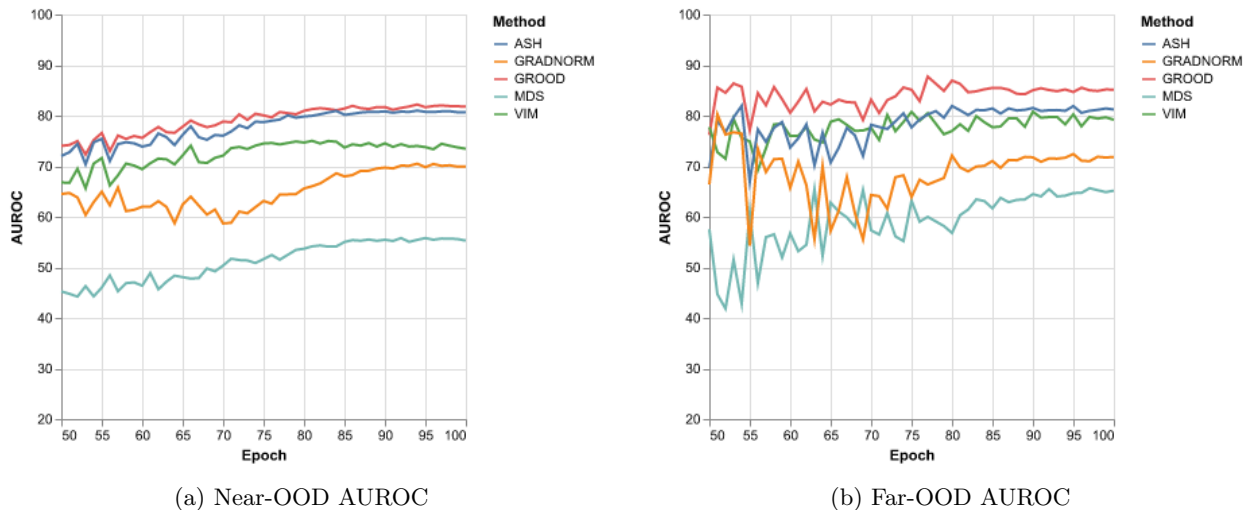 100
90
80
70
60
50
40
30
20
50 55 60 65 70 75 80 85 90 95 100
AUROC
Epoch
Method
ASH
GRADNORM
GROOD
MDS
VIM
(a) Near-OOD AUROC
100
90
80
70
60
50
40
30
20
50 55 60 65 70 75 80 85 90 95 100
AUROC
Epoch
Method
ASH
GRADNORM
GROOD
MDS
VIM
(b) Far-OOD AUROC